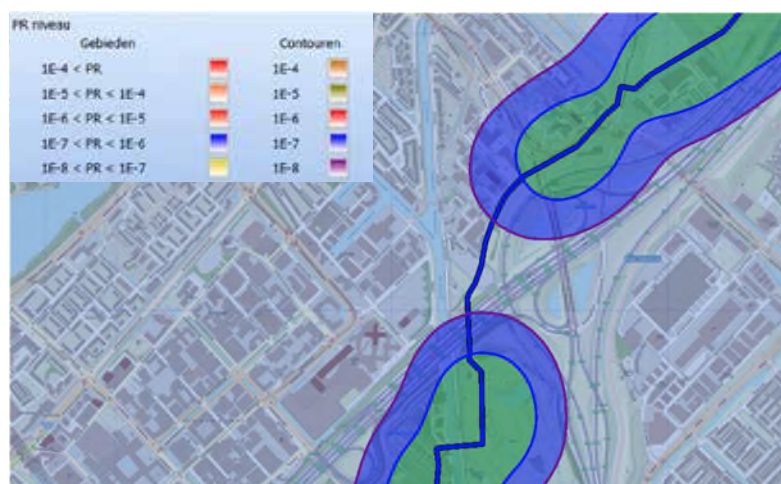 PR niveau
Gebieden Contouren
1E-4 < PR 1E-4
1E-5 < PR < 1E-4 1E-5
1E-6 < PR < 1E-5 1E-6
1E-7 < PR < 1E-6 1E-7
1E-8 < PR < 1E-7 1E-8